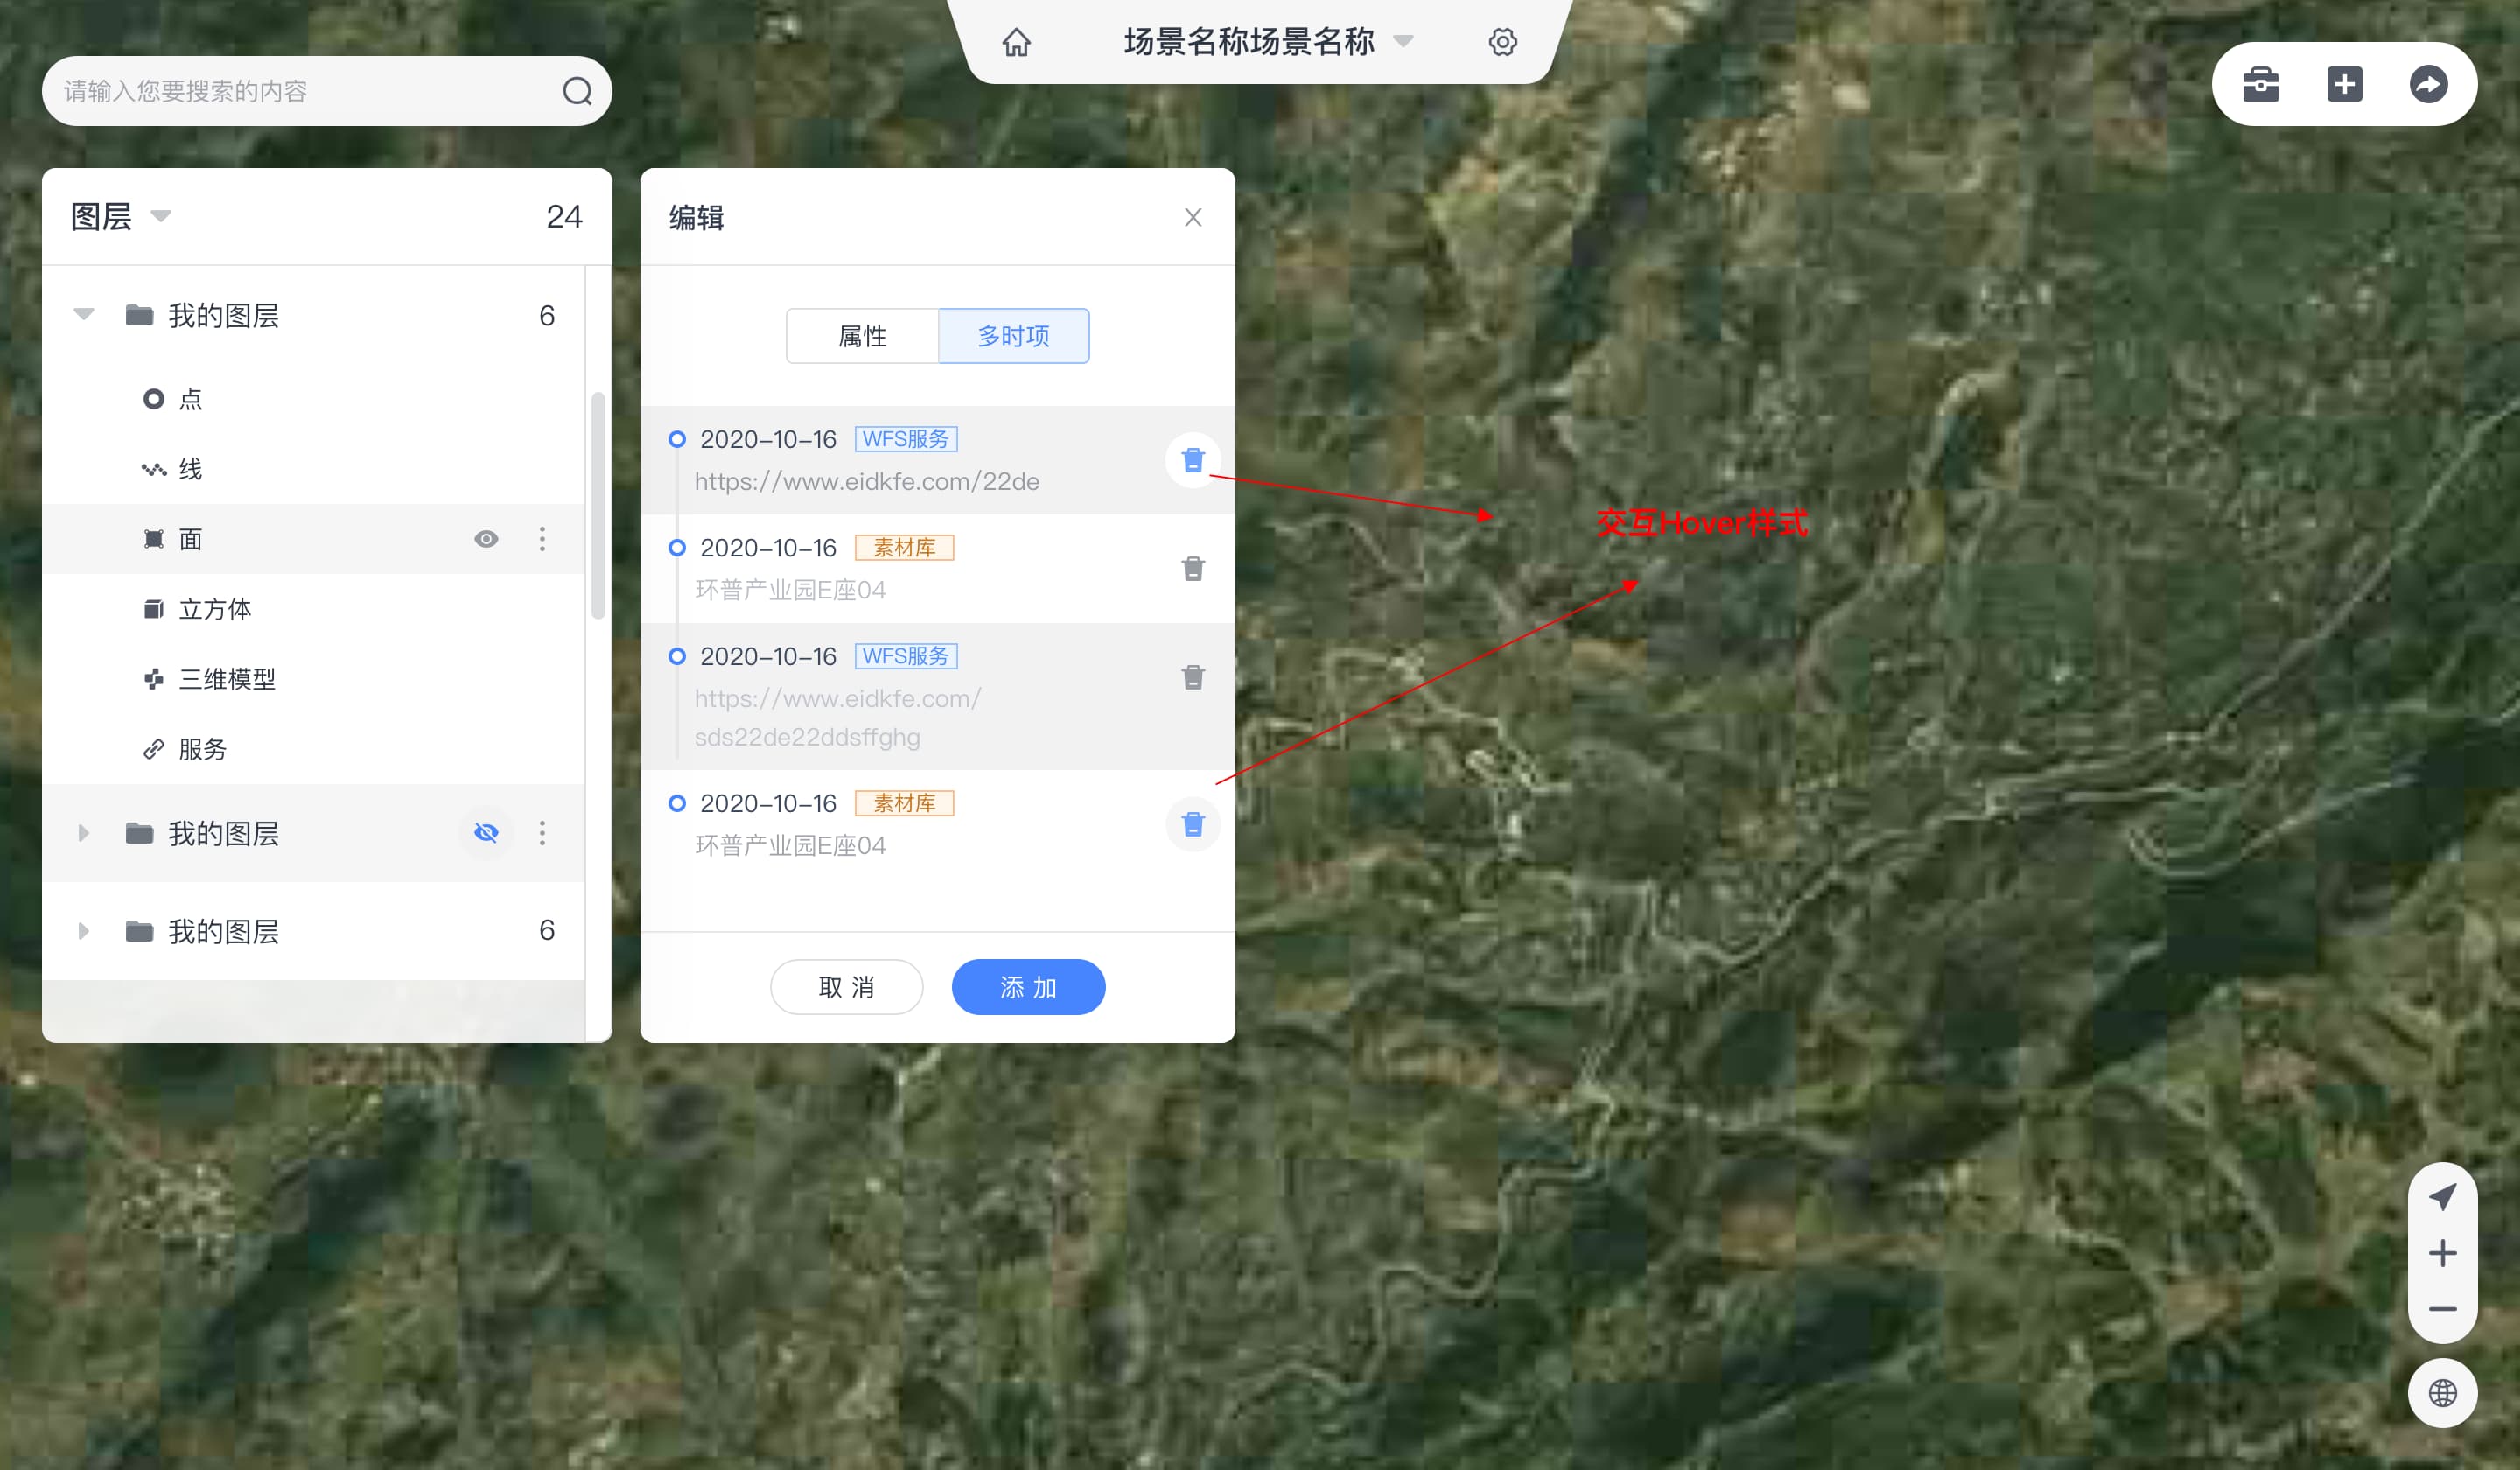 场景名称场景名称
请输入您要搜索的内容
图层
24
我的图层
6
点
线
面
立方体
三维模型
服务
我的图层
我的图层
6
编辑
属性
多时项
2020-10-16 WFS服务
https://www.eidkfe.com/22de
2020-10-16 素材库
环普产业园E座04
2020-10-16 WFS服务
https://www.eidkfe.com/
sds22de22ddsffghg
2020-10-16 素材库
环普产业园E座04
取 消
添 加
交互Hover样式